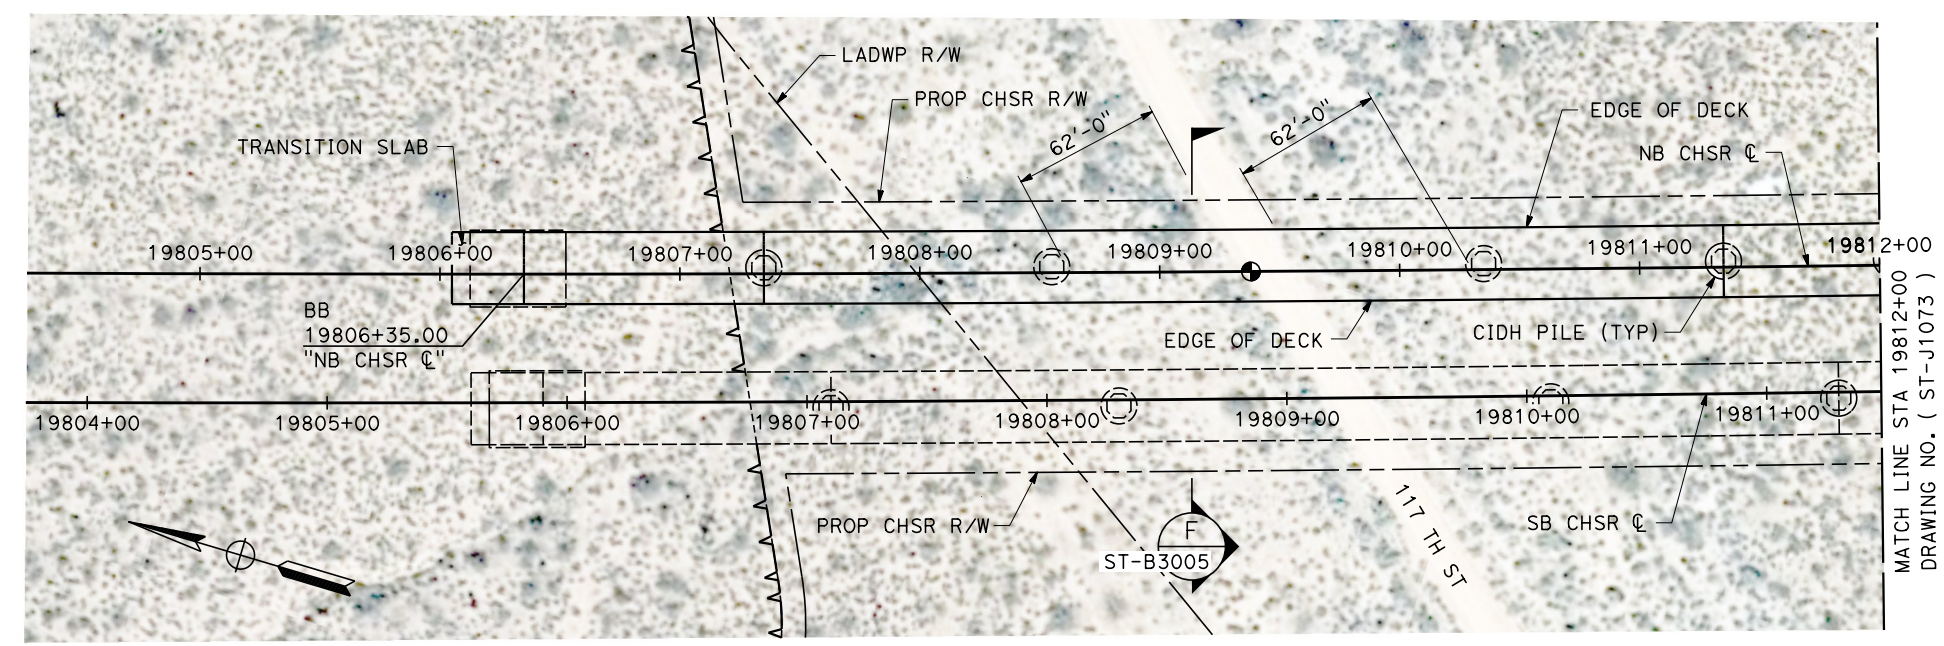 LADWP R/W
PROP CHSR R/W
62'-0"
62'-0"
EDGE OF DECK
TRANSITION SLAB
NB CHSR ℄
19805+00
19806+00
19807+00
19808+00
19809+00
19810+00
19811+00
19812+00
BB
19806+35.00
"NB CHSR ℄"
EDGE OF DECK
CIDH PILE (TYP)
19804+00
19805+00
19806+00
19807+00
19808+00
19809+00
19810+00
19811+00
PROP CHSR R/W
F
ST-B3005
117 TH ST
SB CHSR ℄
MATCH LINE STA 19812+00
DRAWING NO. ( ST-J1073 )